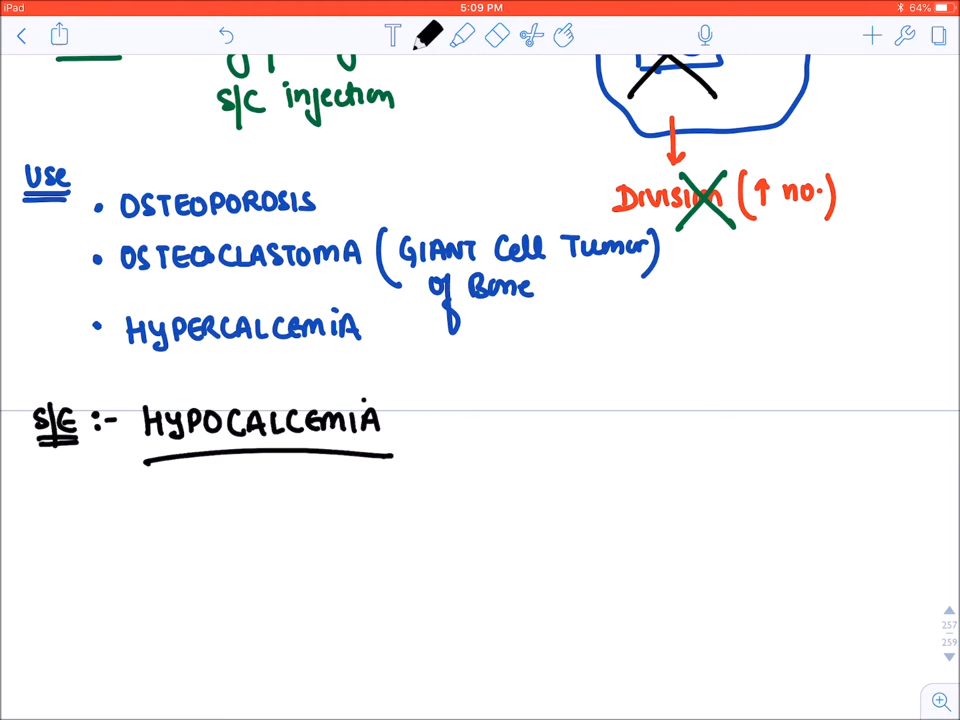 iPad 5:09 PM 64%
T
S/C injection
Use
Division (↑ no.)
• OSTEOPOROSIS
• OSTEOCLASTOMA (GIANT Cell Tumor)
of Bone
• HYPERCALCEMIA
S/E :- HYPOCALCEMIA
257
259